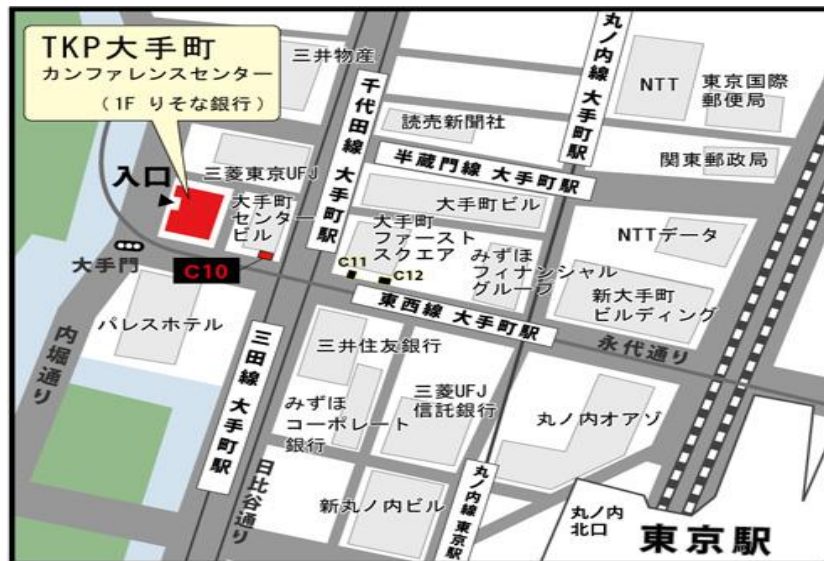 TKP大手町
カンファレンスセンター
(1F りそな銀行)
三井物産
千代田線 大手町駅
丸ノ内線 大手町駅
NTT
東京国際
郵便局
読売新聞社
関東郵政局
半蔵門線 大手町駅
入口
三菱東京UFJ
大手町
センター
ビル
大手町ビル
大手町
ファースト
スクエア
みずほ
フィナンシャル
グループ
NTTデータ
新大手町
ビルディング
大手門
C10
C11
C12
東西線 大手町駅
永代通り
パレスホテル
内堀通り
三田線 大手町駅
三井住友銀行
みずほ
コーポレート
銀行
三菱UFJ
信託銀行
丸ノ内オアゾ
日比谷通り
新丸ノ内ビル
丸ノ内線 東京駅
丸ノ内
北口
東京駅